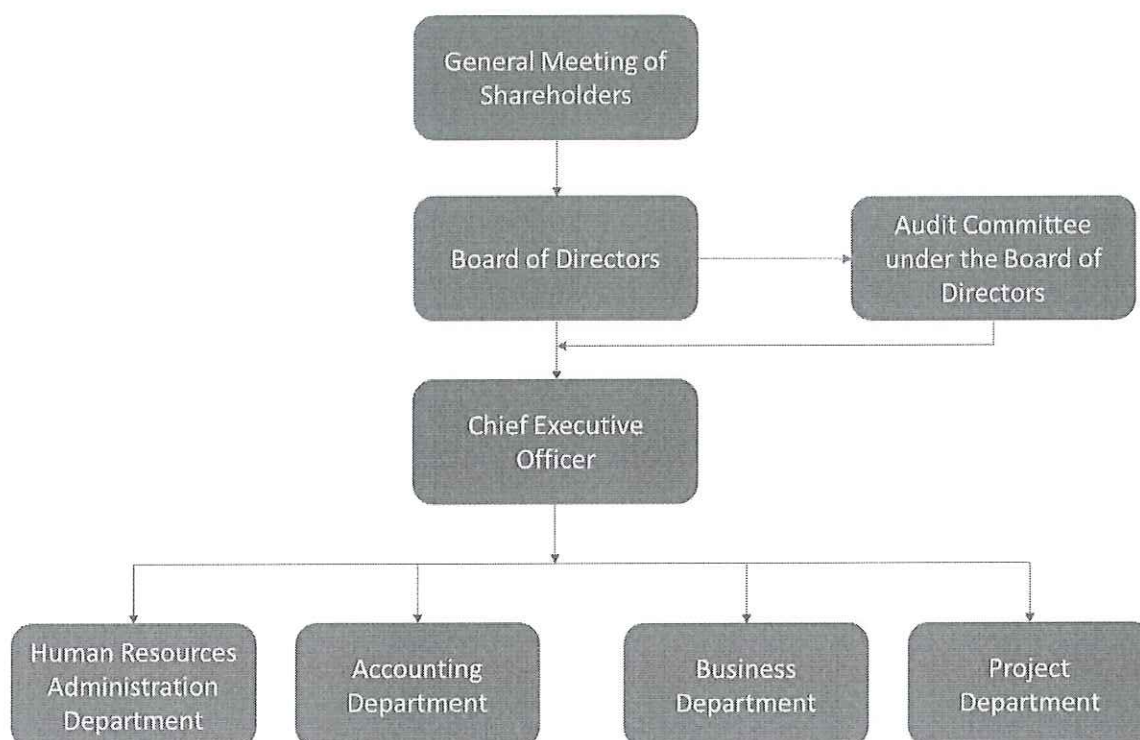 General Meeting of
Shareholders
Board of Directors
Audit Committee
under the Board of
Directors
Chief Executive
Officer
Human Resources
Administration
Department
Accounting
Department
Business
Department
Project
Department